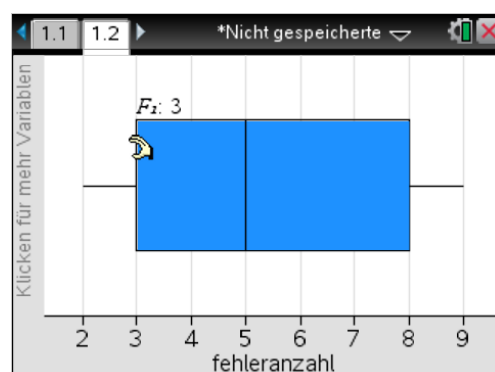 1.1 1.2 *Nicht gespeicherte
Klicken für mehr Variablen
F₁: 3
2 3 4 5 6 7 8 9
fehleranzahl